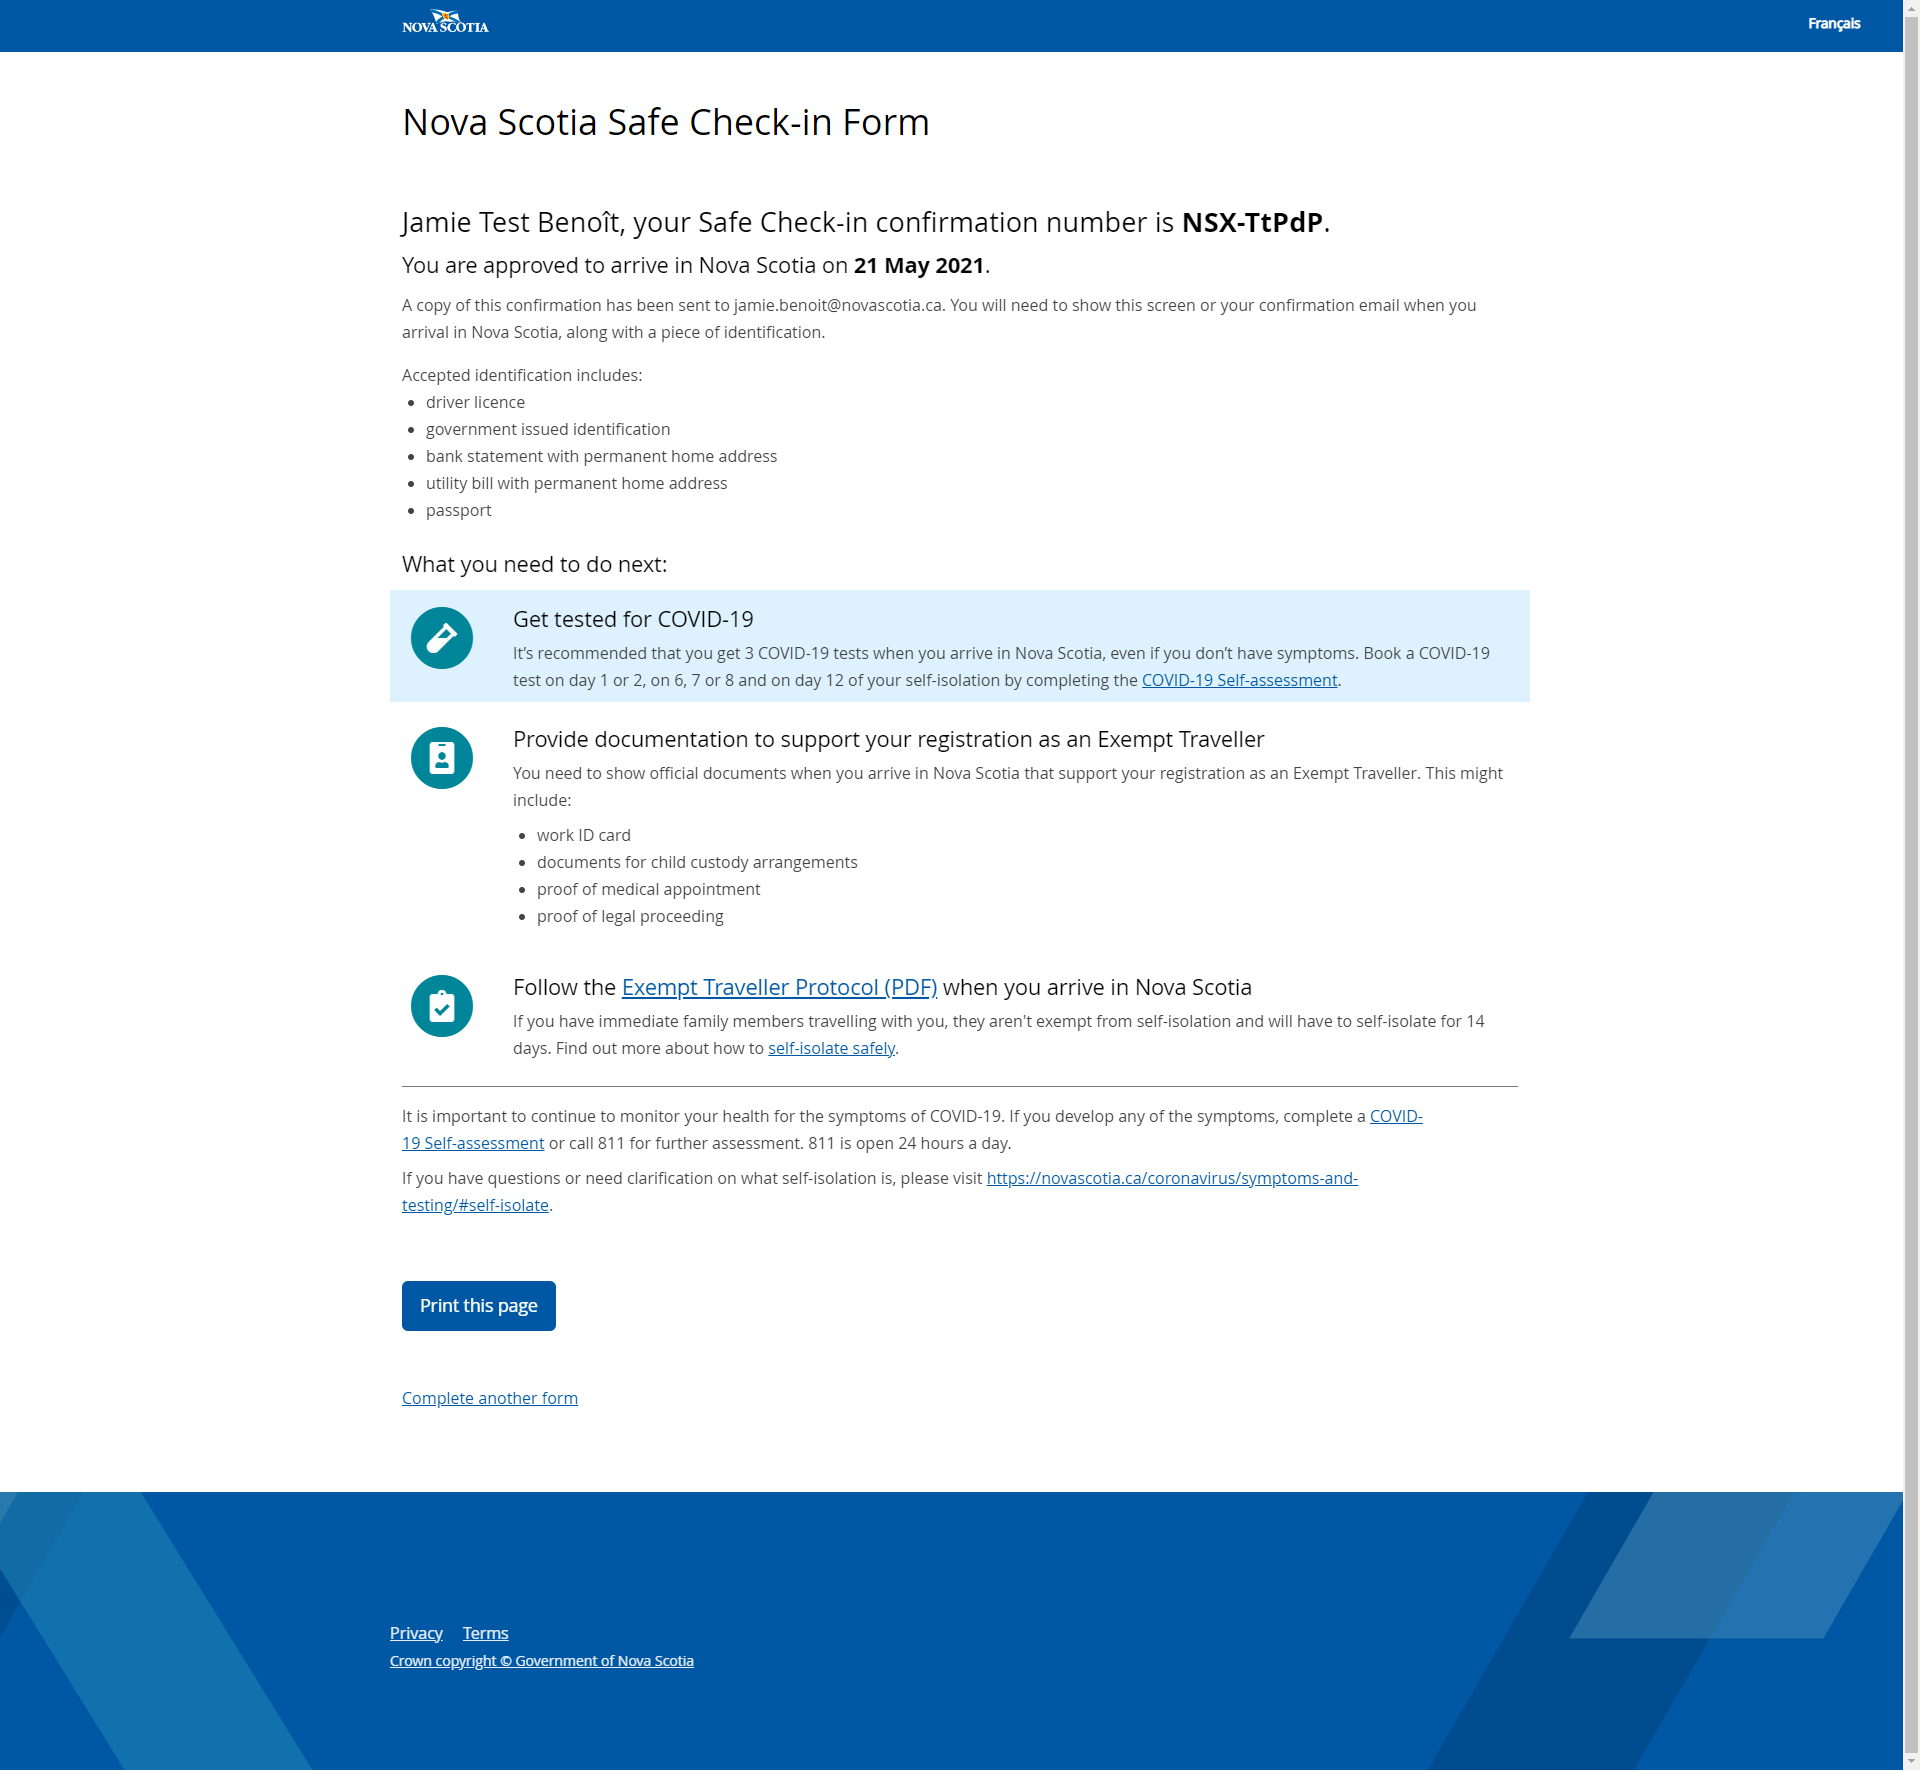 NOVA SCOTIA
Français
Nova Scotia Safe Check-in Form
Jamie Test Benoît, your Safe Check-in confirmation number is NSX-TtPdP.
You are approved to arrive in Nova Scotia on 21 May 2021.
A copy of this confirmation has been sent to jamie.benoit@novascotia.ca. You will need to show this screen or your confirmation email when you
arrival in Nova Scotia, along with a piece of identification.
Accepted identification includes:
• driver licence
• government issued identification
• bank statement with permanent home address
• utility bill with permanent home address
• passport
What you need to do next:
Get tested for COVID-19
It’s recommended that you get 3 COVID-19 tests when you arrive in Nova Scotia, even if you don’t have symptoms. Book a COVID-19
test on day 1 or 2, on 6, 7 or 8 and on day 12 of your self-isolation by completing the COVID-19 Self-assessment.
Provide documentation to support your registration as an Exempt Traveller
You need to show official documents when you arrive in Nova Scotia that support your registration as an Exempt Traveller. This might
include:
• work ID card
• documents for child custody arrangements
• proof of medical appointment
• proof of legal proceeding
Follow the Exempt Traveller Protocol (PDF) when you arrive in Nova Scotia
If you have immediate family members travelling with you, they aren't exempt from self-isolation and will have to self-isolate for 14
days. Find out more about how to self-isolate safely.
It is important to continue to monitor your health for the symptoms of COVID-19. If you develop any of the symptoms, complete a COVID-
19 Self-assessment or call 811 for further assessment. 811 is open 24 hours a day.
If you have questions or need clarification on what self-isolation is, please visit https://novascotia.ca/coronavirus/symptoms-and-
testing/#self-isolate.
Print this page
Complete another form
Privacy Terms
Crown copyright © Government of Nova Scotia